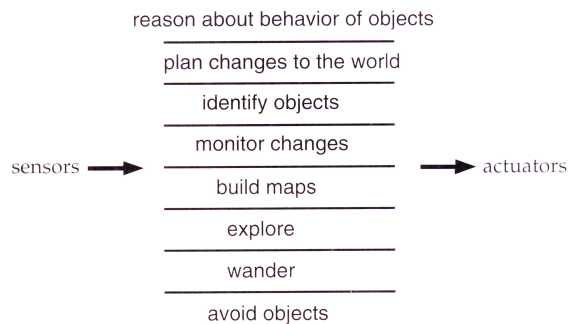 reason about behavior of objects
plan changes to the world
identify objects
monitor changes
sensors
actuators
build maps
explore
wander
avoid objects